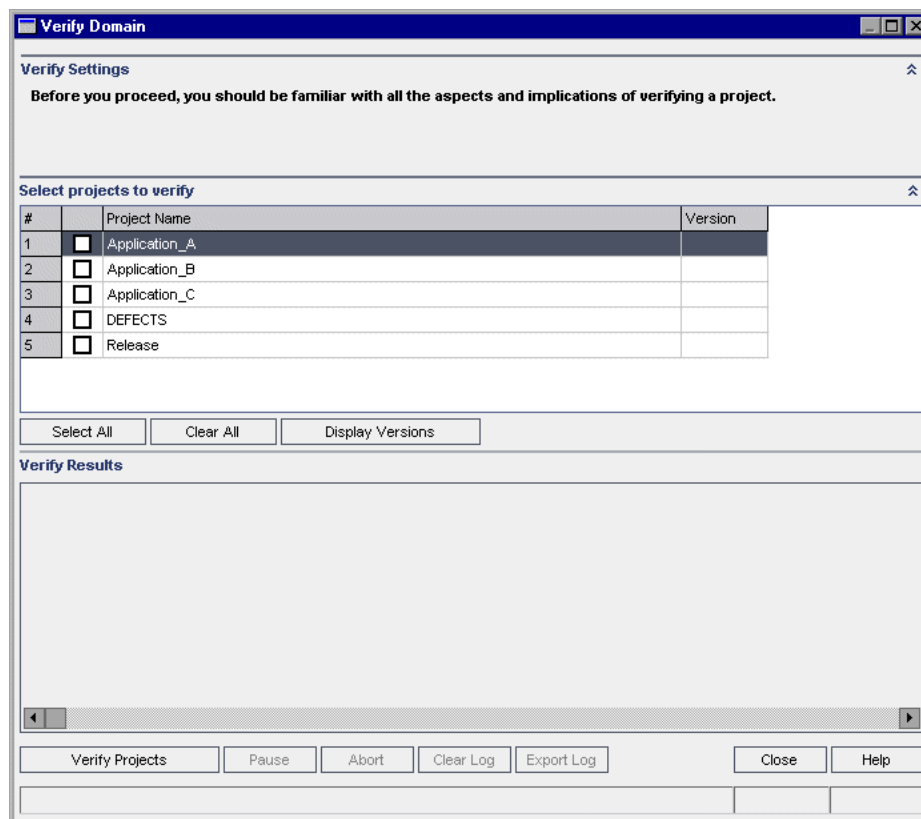 Verify Domain
Verify Settings
Before you proceed, you should be familiar with all the aspects and implications of verifying a project.
Select projects to verify
# Project Name Version
1 Application_A
2 Application_B
3 Application_C
4 DEFECTS
5 Release
Select All Clear All Display Versions
Verify Results
Verify Projects Pause Abort Clear Log Export Log Close Help